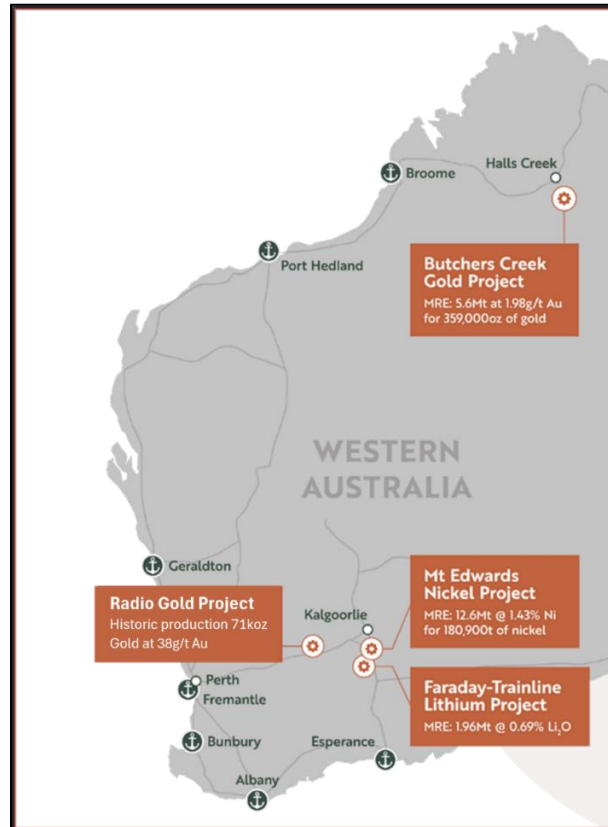 Broome
Halls Creek
Port Hedland
Butchers Creek
Gold Project
MRE: 5.6Mt at 1.98g/t Au
for 359,000oz of gold
WESTERN
AUSTRALIA
Geraldton
Radio Gold Project
Historic production 71koz
Gold at 38g/t Au
Kalgoorlie
Mt Edwards
Nickel Project
MRE: 12.6Mt @ 1.43% Ni
for 180,900t of nickel
Perth
Fremantle
Faraday-Trainline
Lithium Project
MRE: 1.96Mt @ 0.69% Li₂O
Bunbury
Esperance
Albany